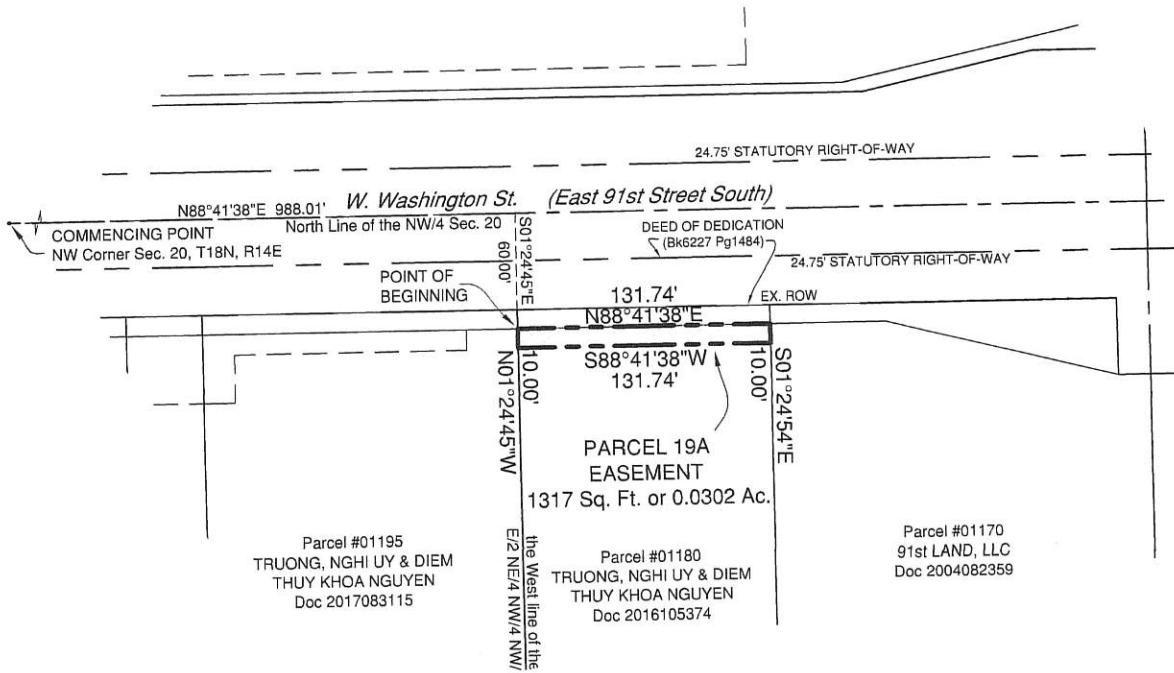 24.75' STATUTORY RIGHT-OF-WAY
N88°41'38"E 988.01'
W. Washington St. (East 91st Street South)
COMMENCING POINT
NW Corner Sec. 20, T18N, R14E
North Line of the NW/4 Sec. 20
S01°24'45"E
60.00'
DEED OF DEDICATION
(Bk6227 Pg1484)
24.75' STATUTORY RIGHT-OF-WAY
POINT OF
BEGINNING
131.74'
N88°41'38"E
EX. ROW
S88°41'38"W
131.74'
10.00'
N01°24'45"W
10.00'
S01°24'54"E
PARCEL 19A
EASEMENT
1317 Sq. Ft. or 0.0302 Ac.
Parcel #01195
TRUONG, NGHI UY & DIEM
THUY KHOA NGUYEN
Doc 2017083115
the West line of the
E/2 NE/4 NW/4 NW/
Parcel #01180
TRUONG, NGHI UY & DIEM
THUY KHOA NGUYEN
Doc 2016105374
Parcel #01170
91st LAND, LLC
Doc 2004082359